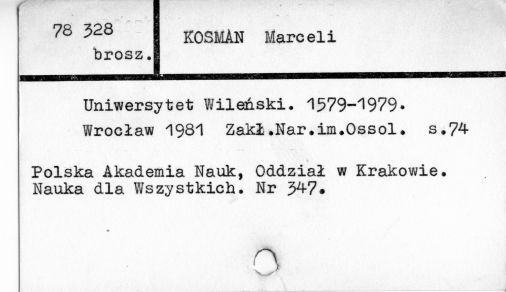 78 328
brosz.
KOSMAN Marceli
Uniwersytet Wileński. 1579-1979.
Wrocław 1981 Zakł.Nar.im.Ossol. s.74
Polska Akademia Nauk, Oddział w Krakowie.
Nauka dla Wszystkich. Nr 347.